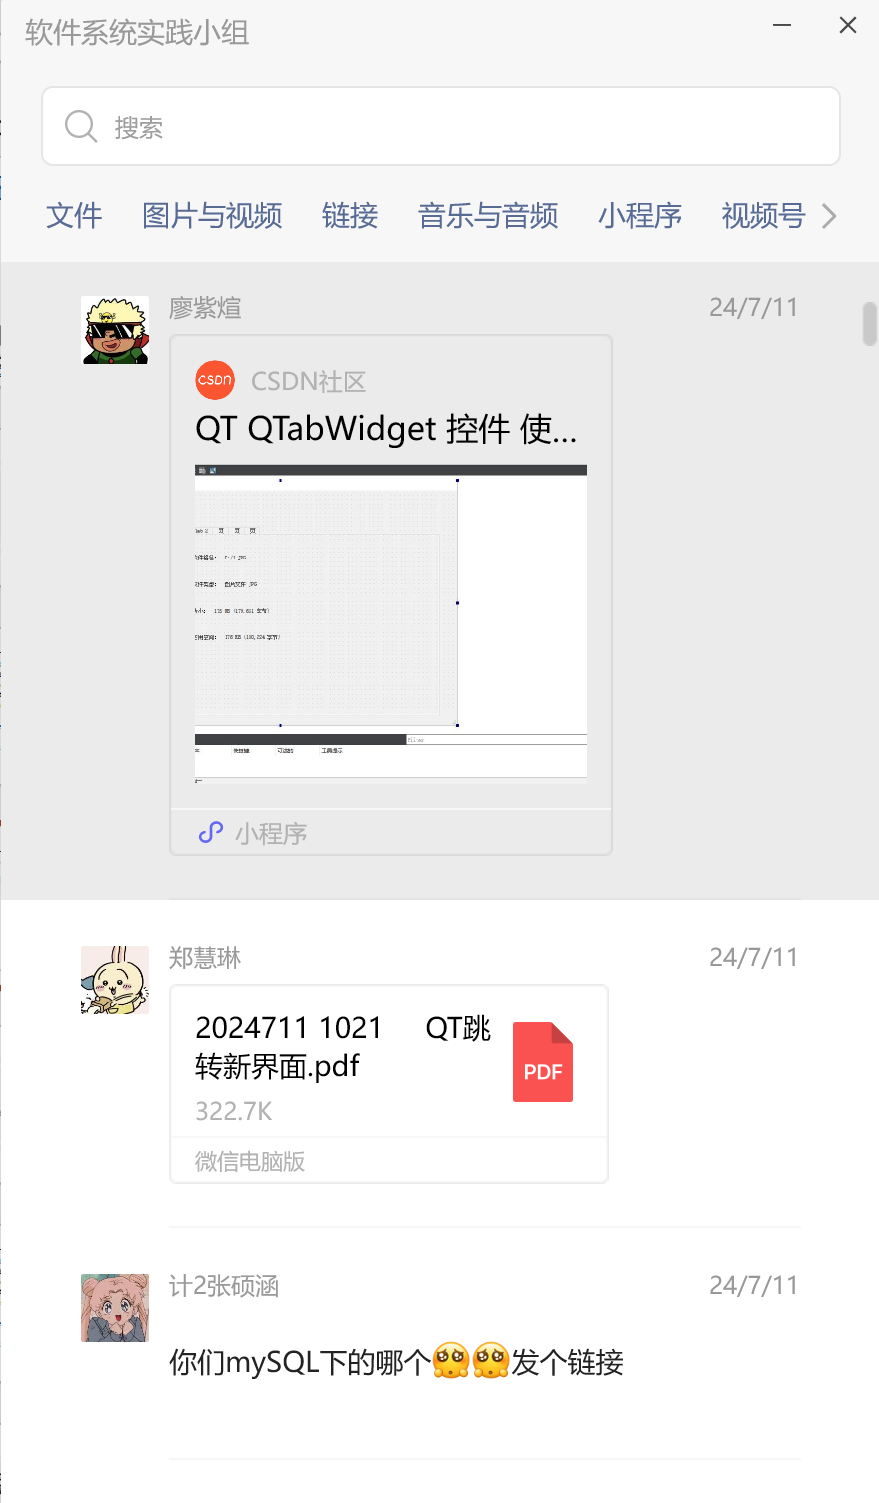 软件系统实践小组
搜索
文件 图片与视频 链接 音乐与音频 小程序 视频号
廖紫煊 24/7/11
CSDN CSDN社区
QT QTabWidget 控件 使...
Filter
小程序
郑慧琳 24/7/11
2024711 1021 QT跳
转新界面.pdf
PDF
322.7K
微信电脑版
计2张硕涵 24/7/11
你们mySQL下的哪个🥺🥺发个链接